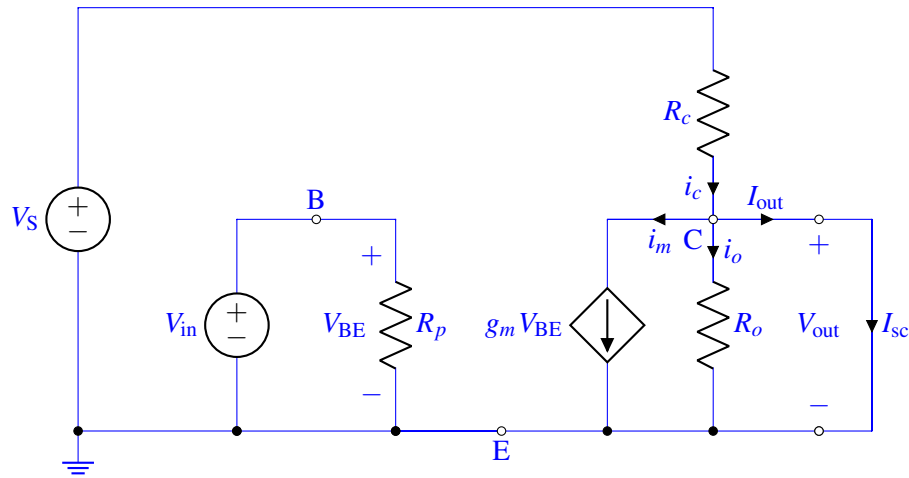 R_c
i_c
I_out
V_S
+
−
B
i_m
C
i_o
+
+
V_in
+
−
V_BE
R_p
g_m V_BE
R_o
V_out
I_sc
−
−
E